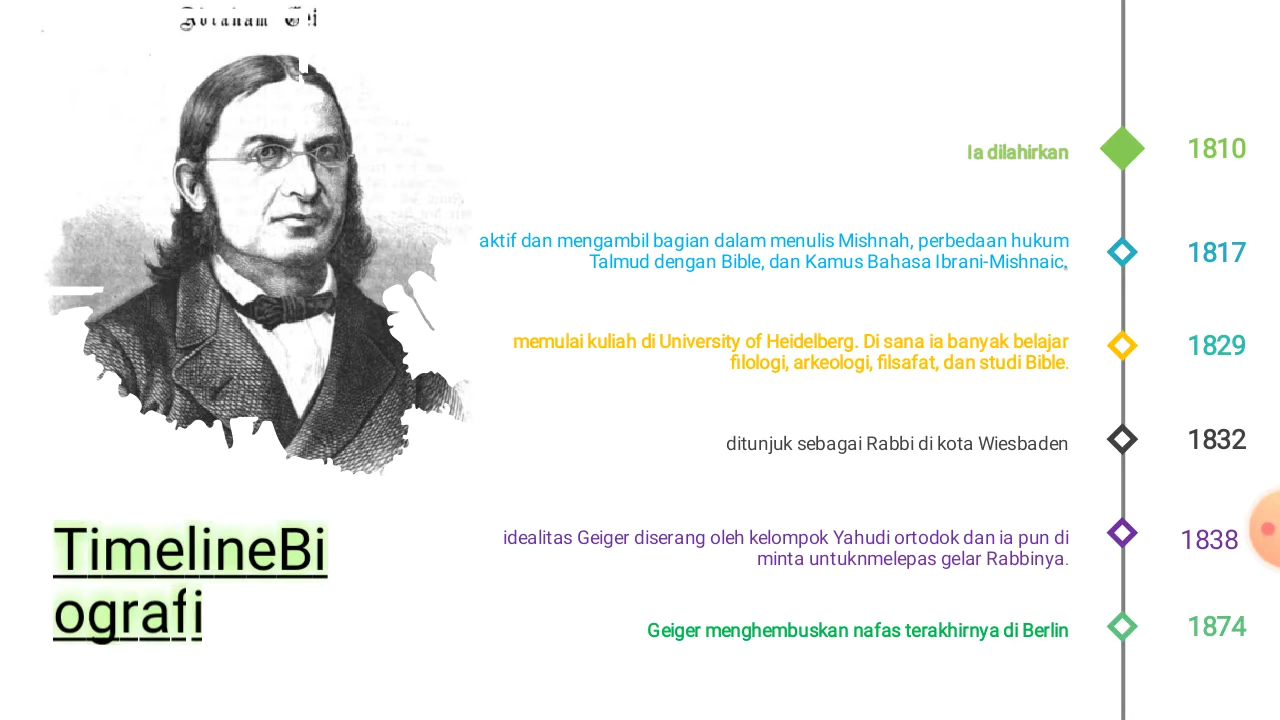 Abraham Gei
Ia dilahirkan
1810
aktif dan mengambil bagian dalam menulis Mishnah, perbedaan hukum
Talmud dengan Bible, dan Kamus Bahasa Ibrani-Mishnaic.
1817
memulai kuliah di University of Heidelberg. Di sana ia banyak belajar
filologi, arkeologi, filsafat, dan studi Bible.
1829
ditunjuk sebagai Rabbi di kota Wiesbaden
1832
idealitas Geiger diserang oleh kelompok Yahudi ortodok dan ia pun di
minta untuknmelepas gelar Rabbinya.
1838
Geiger menghembuskan nafas terakhirnya di Berlin
1874
TimelineBi
ografi